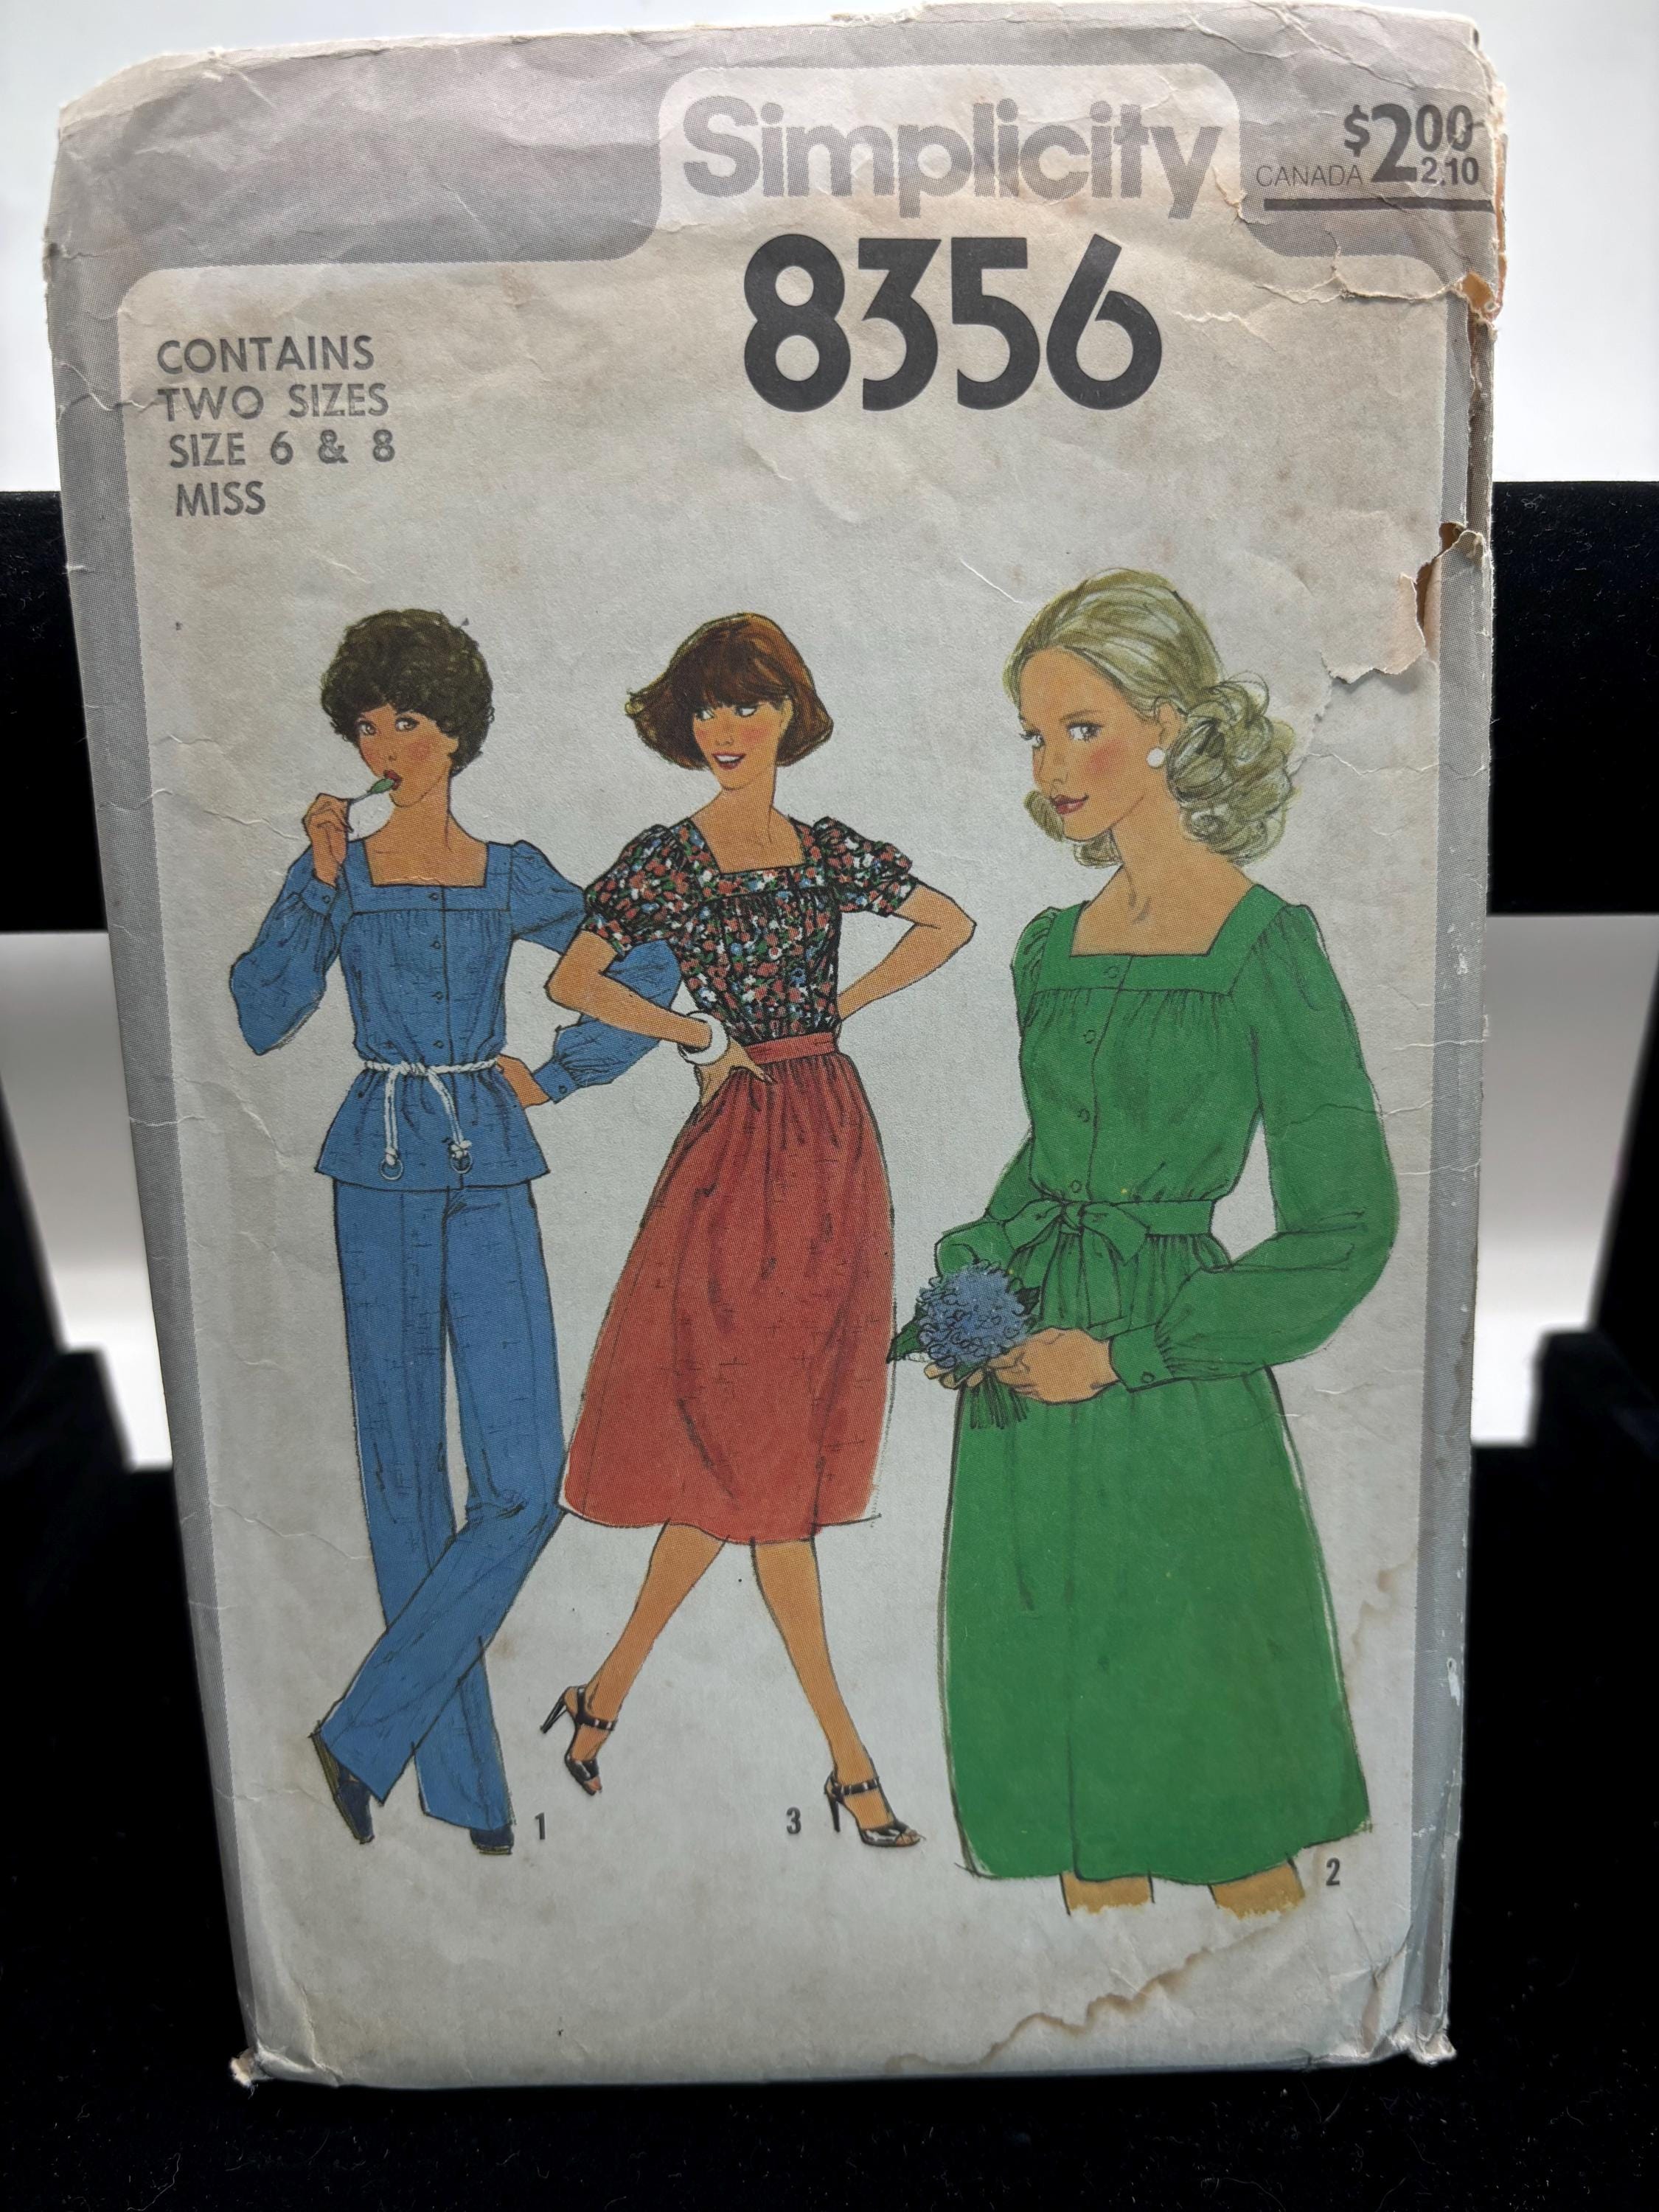 Simplicity
$2.00
CANADA 2.10
8356
CONTAINS
TWO SIZES
SIZE 6 & 8
MISS
1
3
2